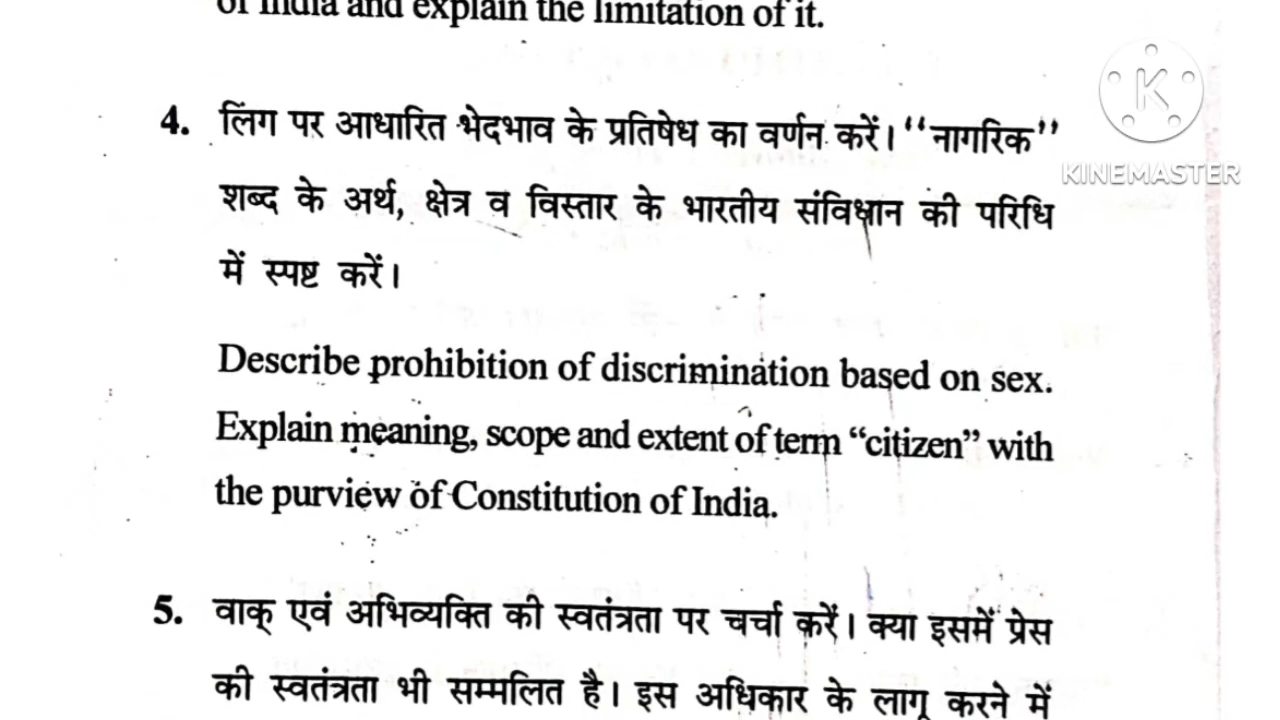 of India and explain the limitation of it.
K
KINEMASTER
4. लिंग पर आधारित भेदभाव के प्रतिषेध का वर्णन करें। ‘‘नागरिक’’
शब्द के अर्थ, क्षेत्र व विस्तार के भारतीय संविधान की परिधि
में स्पष्ट करें।
Describe prohibition of discrimination based on sex.
Explain meaning, scope and extent of term “citizen” with
the purview of Constitution of India.
5. वाक् एवं अभिव्यक्ति की स्वतंत्रता पर चर्चा करें। क्या इसमें प्रेस
की स्वतंत्रता भी सम्मलित है। इस अधिकार के लागू करने में